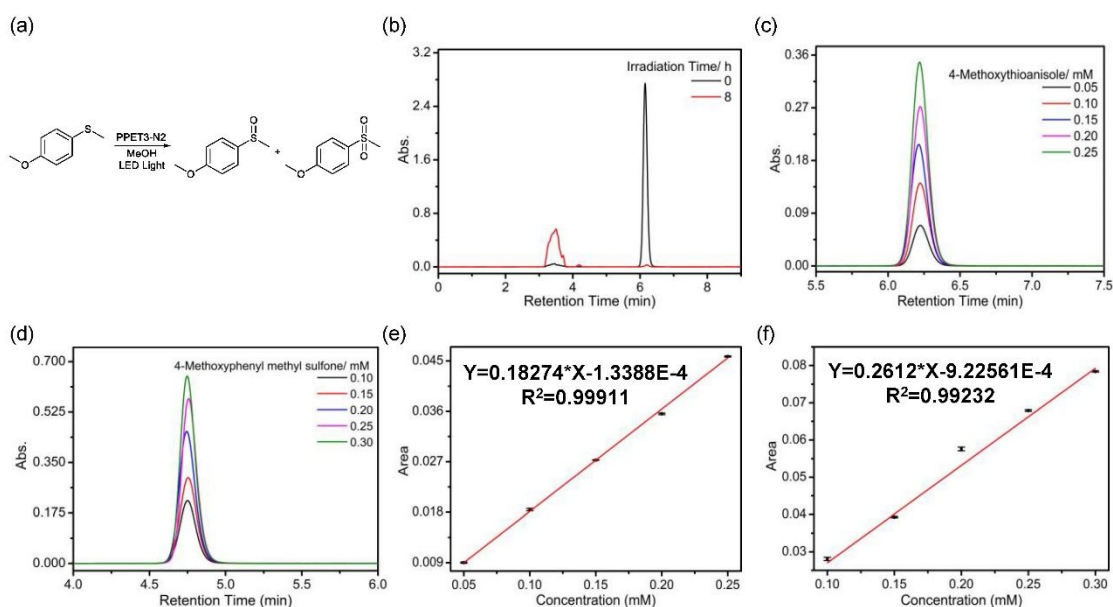 (a)
S
O
PPET3-N2
MeOH
LED Light
O
S
O
+
O
S
O
O
(b)
Irradiation Time/ h
0
8
3.2
2.4
1.6
0.8
0.0
Abs.
0 2 4 6 8
Retention Time (min)
(c)
4-Methoxythioanisole/ mM
0.05
0.10
0.15
0.20
0.25
0.36
0.27
0.18
0.09
0.00
Abs.
5.5 6.0 6.5 7.0 7.5
Retention Time (min)
(d)
4-Methoxyphenyl methyl sulfone/ mM
0.10
0.15
0.20
0.25
0.30
0.700
0.525
0.350
0.175
0.000
Abs.
4.0 4.5 5.0 5.5 6.0
Retention Time (min)
(e)
Y=0.18274*X-1.3388E-4
R²=0.99911
0.045
0.036
0.027
0.018
0.009
Area
0.05 0.10 0.15 0.20 0.25
Concentration (mM)
(f)
Y=0.2612*X-9.22561E-4
R²=0.99232
0.08
0.07
0.06
0.05
0.04
0.03
Area
0.10 0.15 0.20 0.25 0.30
Concentration (mM)